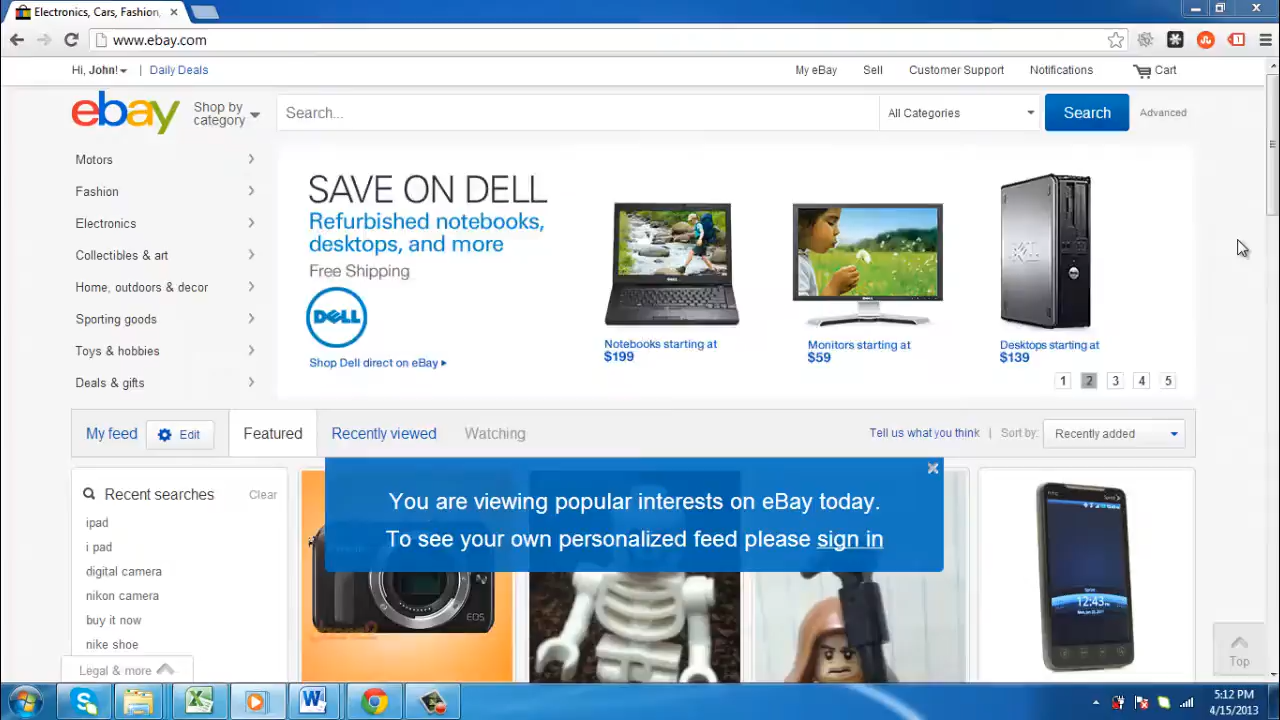 Electronics, Cars, Fashion,
www.ebay.com
Hi, John!
Daily Deals
My eBay
Sell
Customer Support
Notifications
Cart
ebay
Shop by
category
Search...
All Categories
Search
Advanced
Motors
Fashion
Electronics
Collectibles & art
Home, outdoors & decor
Sporting goods
Toys & hobbies
Deals & gifts
SAVE ON DELL
Refurbished notebooks,
desktops, and more
Free Shipping
DELL
Shop Dell direct on eBay
Notebooks starting at
$199
Monitors starting at
$59
Desktops starting at
$139
1 2 3 4 5
My feed
Edit
Featured
Recently viewed
Watching
Tell us what you think
Sort by:
Recently added
Recent searches
Clear
ipad
i pad
digital camera
nikon camera
buy it now
nike shoe
Legal & more
You are viewing popular interests on eBay today.
To see your own personalized feed please sign in
EOS
12:43
Top
5:12 PM
4/15/2013